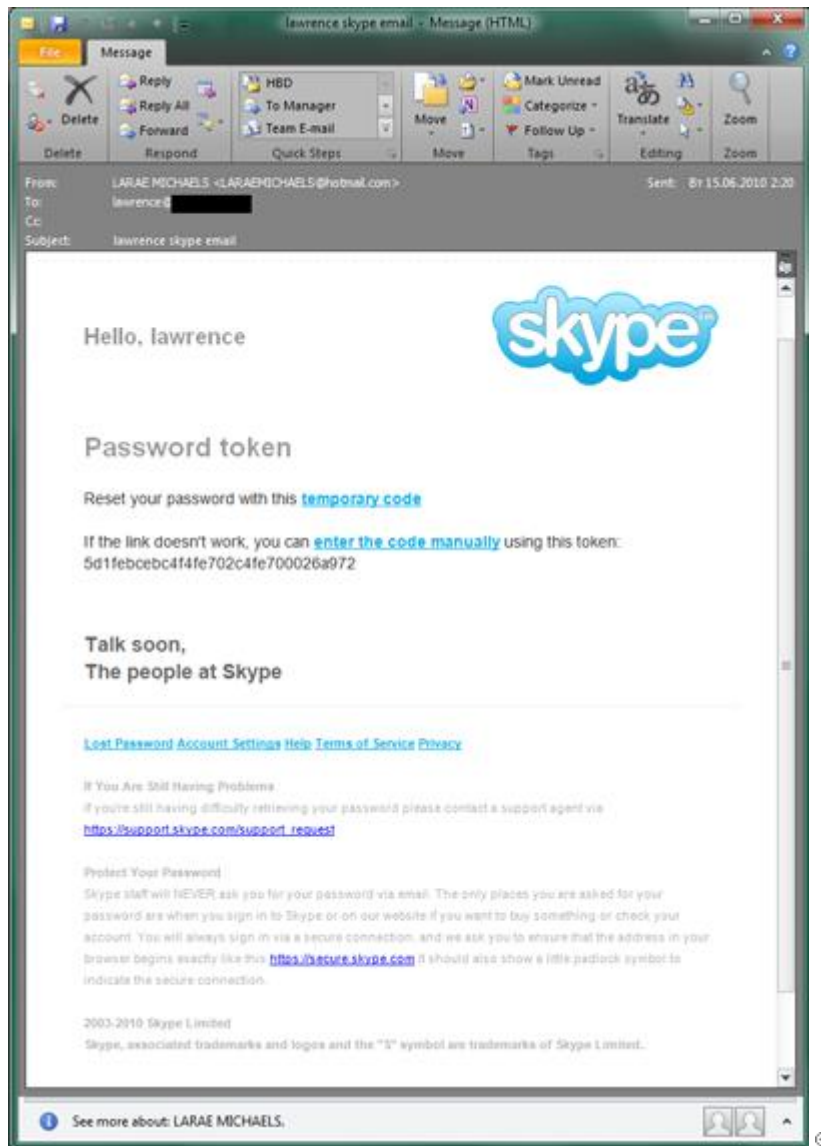 lawrence skype email - Message (HTML)
File Message
Delete
Reply
Reply All
Forward
HBD
To Manager
Team E-mail
Move
Mark Unread
Categorize
Follow Up
Translate
Zoom
Delete Respond Quick Steps Move Tags Editing Zoom
From: LARAE MICHAELS <LARAEMICHAELS@hotmail.com> Sent: Вт 15.06.2010 2:20
To: lawrence@
Cc:
Subject: lawrence skype email
Hello, lawrence
skype
Password token
Reset your password with this temporary code
If the link doesn't work, you can enter the code manually using this token:
5d1febcebc4f4fe702c4fe700026a972
Talk soon,
The people at Skype
Lost Password Account Settings Help Terms of Service Privacy
If You Are Still Having Problems
If you're still having difficulty retrieving your password please contact a support agent via
https://support.skype.com/support_request
Protect Your Password
Skype staff will NEVER ask you for your password via email. The only places you are asked for your
password are when you sign in to Skype or on our website if you want to buy something or check your
account. You will always sign in via a secure connection, and we ask you to ensure that the address in your
browser begins exactly like this https://secure.skype.com It should also show a little padlock symbol to
indicate the secure connection.
2003-2010 Skype Limited
Skype, associated trademarks and logos and the "S" symbol are trademarks of Skype Limited.
See more about: LARAE MICHAELS.